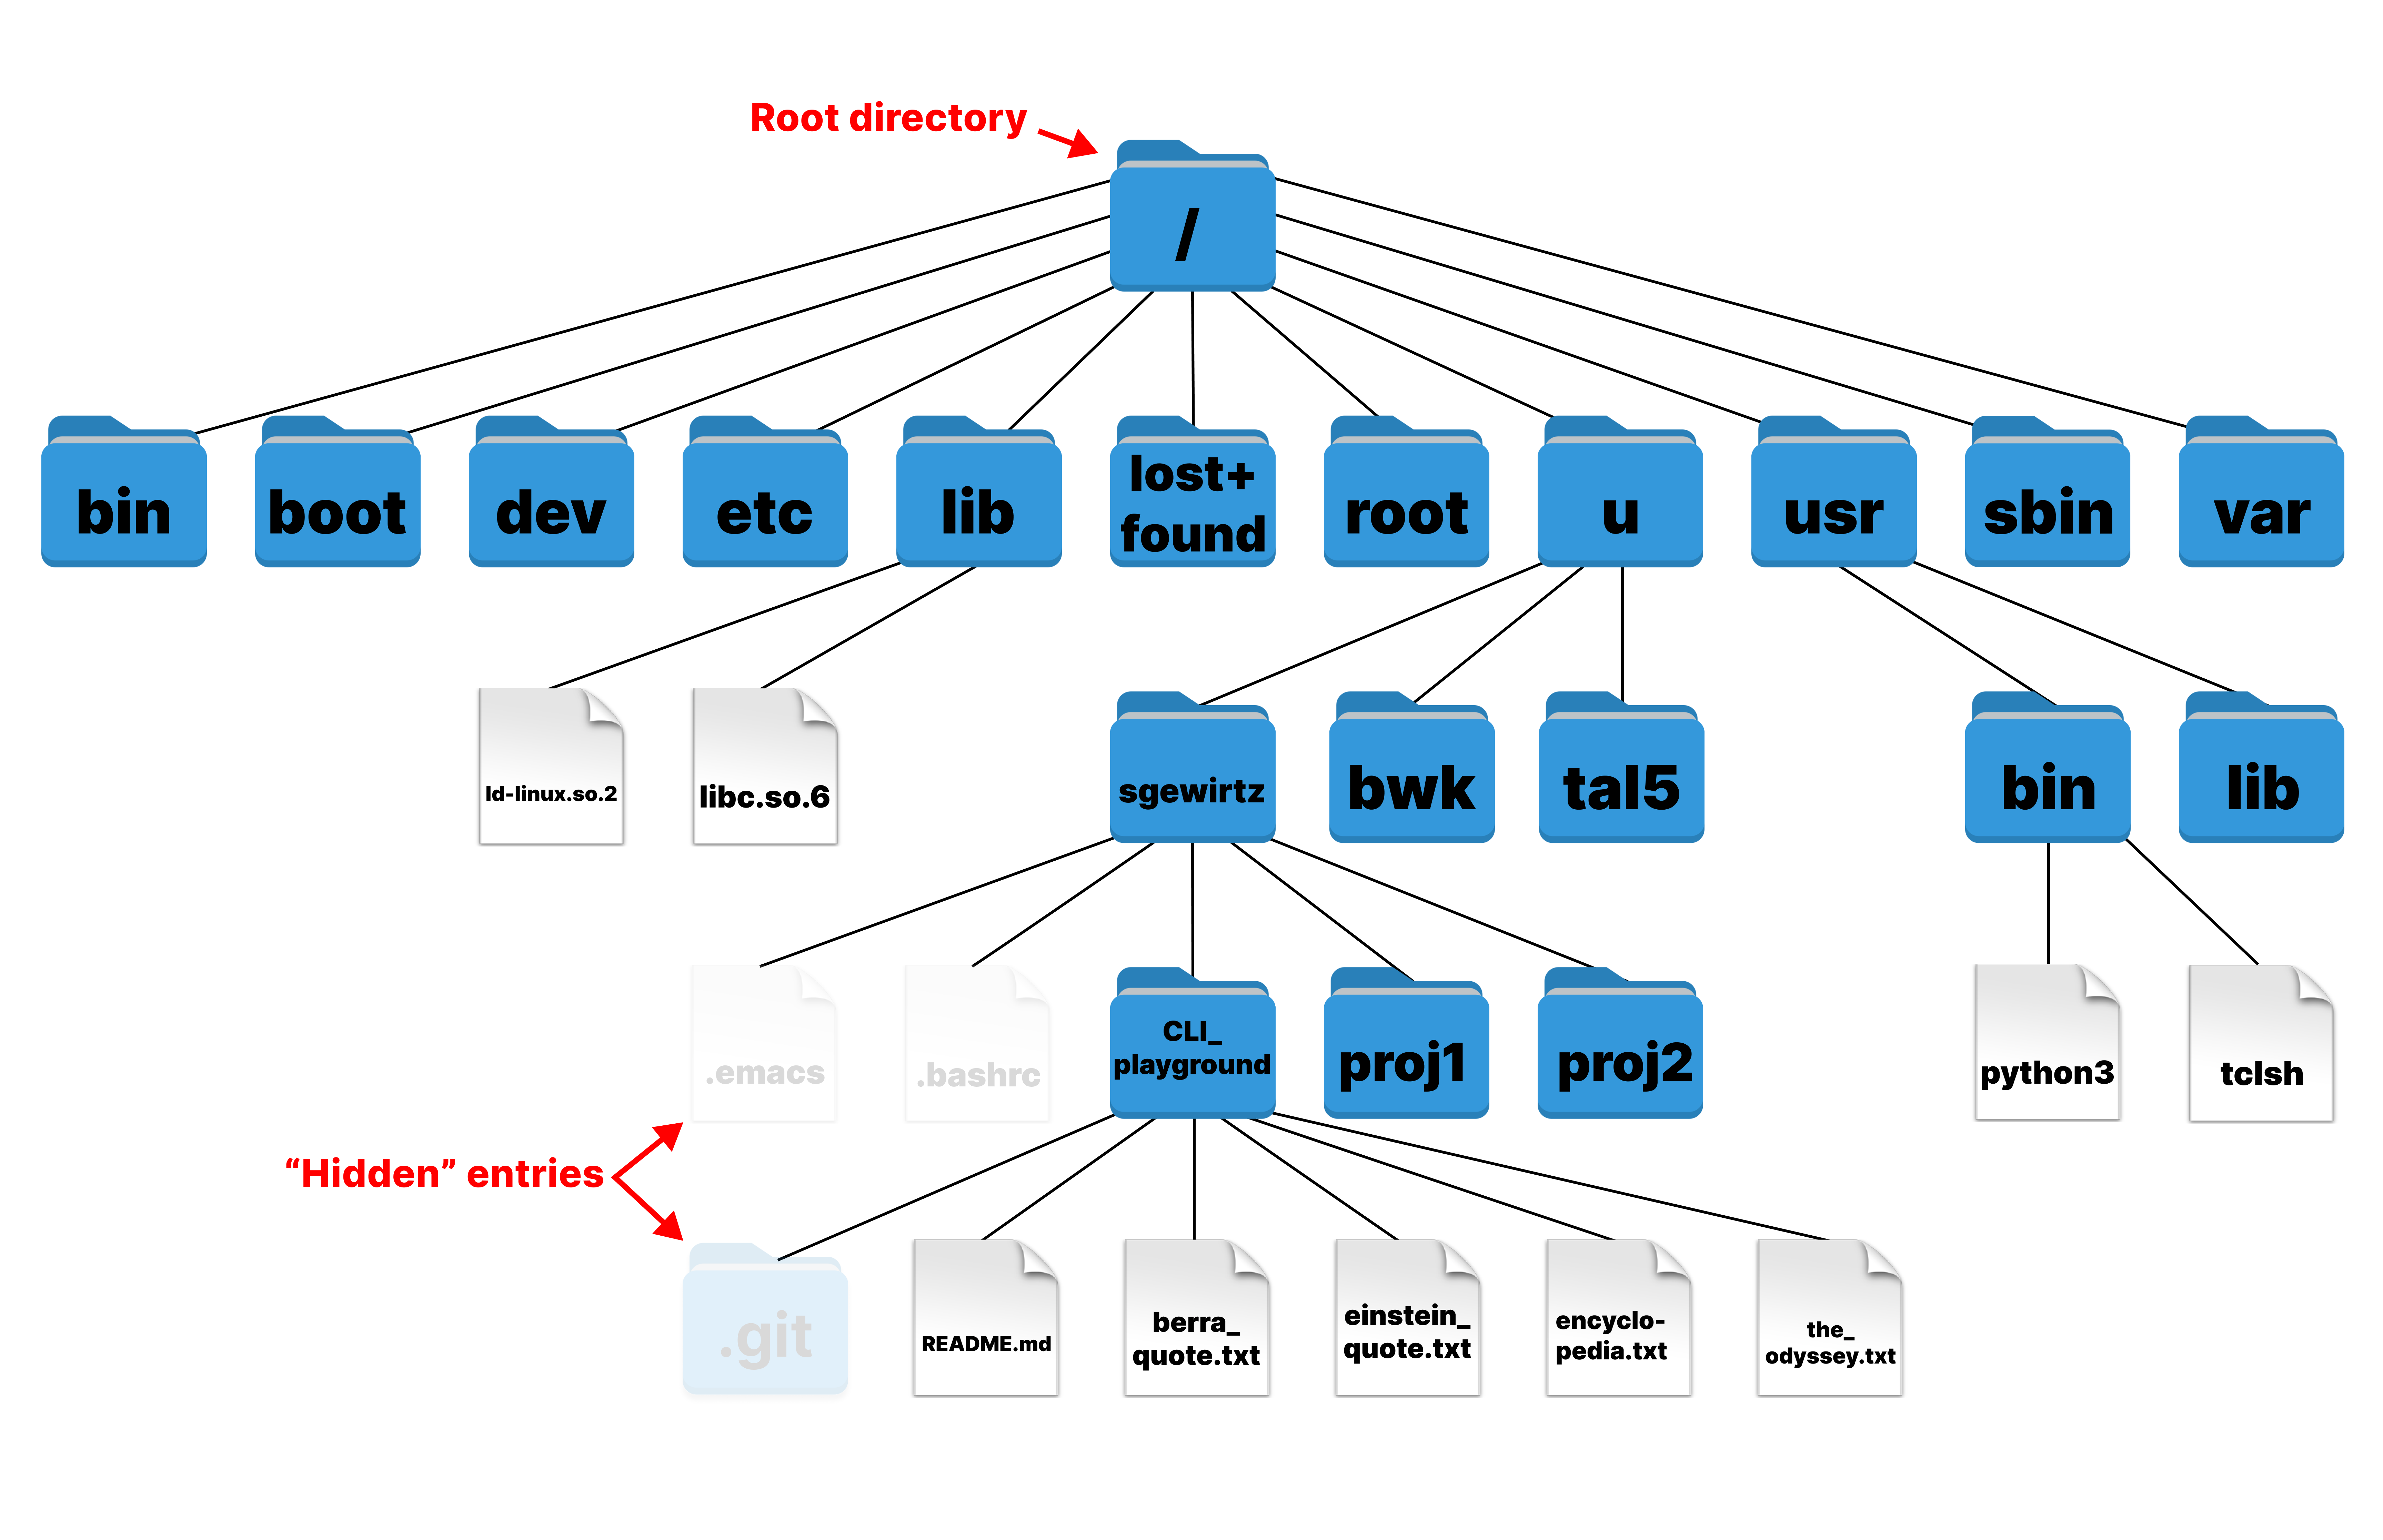 Root directory
/
bin
boot
dev
etc
lib
lost+
found
root
u
usr
sbin
var
ld-linux.so.2
libc.so.6
sgewirtz
bwk
tal5
bin
lib
.emacs
.bashrc
CLI_
playground
proj1
proj2
python3
tclsh
“Hidden” entries
.git
README.md
berra_
quote.txt
einstein_
quote.txt
encyclo-
pedia.txt
the_
odyssey.txt